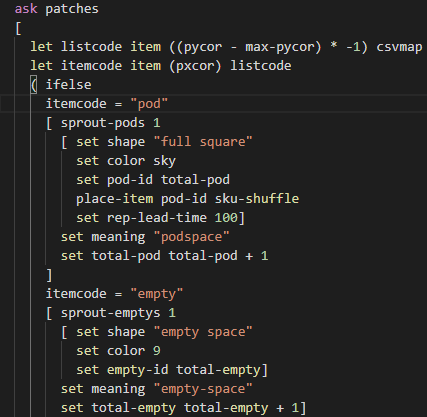 ask patches
[
let listcode item ((pycor - max-pycor) * -1) csvmap
let itemcode item (pxcor) listcode
( ifelse
itemcode = "pod"
[ sprout-pods 1
[ set shape "full square"
set color sky
set pod-id total-pod
place-item pod-id sku-shuffle
set rep-lead-time 100]
set meaning "podspace"
set total-pod total-pod + 1
]
itemcode = "empty"
[ sprout-emptys 1
[ set shape "empty space"
set color 9
set empty-id total-empty]
set meaning "empty-space"
set total-empty total-empty + 1]